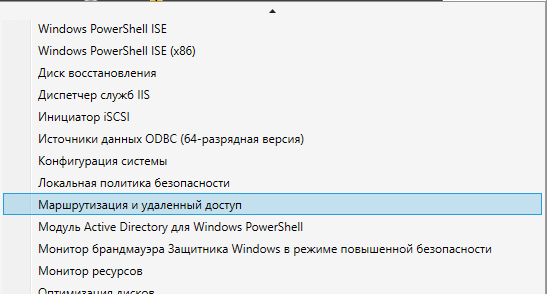 Windows PowerShell ISE
Windows PowerShell ISE (x86)
Диск восстановления
Диспетчер служб IIS
Инициатор iSCSI
Источники данных ODBC (64-разрядная версия)
Конфигурация системы
Локальная политика безопасности
Маршрутизация и удаленный доступ
Модуль Active Directory для Windows PowerShell
Монитор брандмауэра Защитника Windows в режиме повышенной безопасности
Монитор ресурсов
Оптимизация дисков